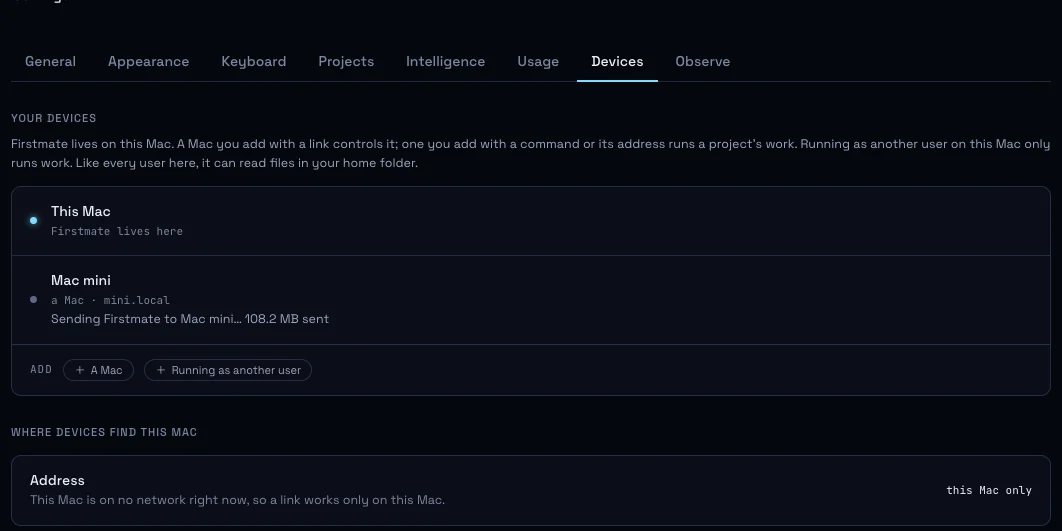 General Appearance Keyboard Projects Intelligence Usage Devices Observe
YOUR DEVICES
Firstmate lives on this Mac. A Mac you add with a link controls it; one you add with a command or its address runs a project's work. Running as another user on this Mac only
runs work. Like every user here, it can read files in your home folder.
This Mac
Firstmate lives here
Mac mini
a Mac · mini.local
Sending Firstmate to Mac mini… 108.2 MB sent
ADD + A Mac + Running as another user
WHERE DEVICES FIND THIS MAC
Address
This Mac is on no network right now, so a link works only on this Mac.
this Mac only